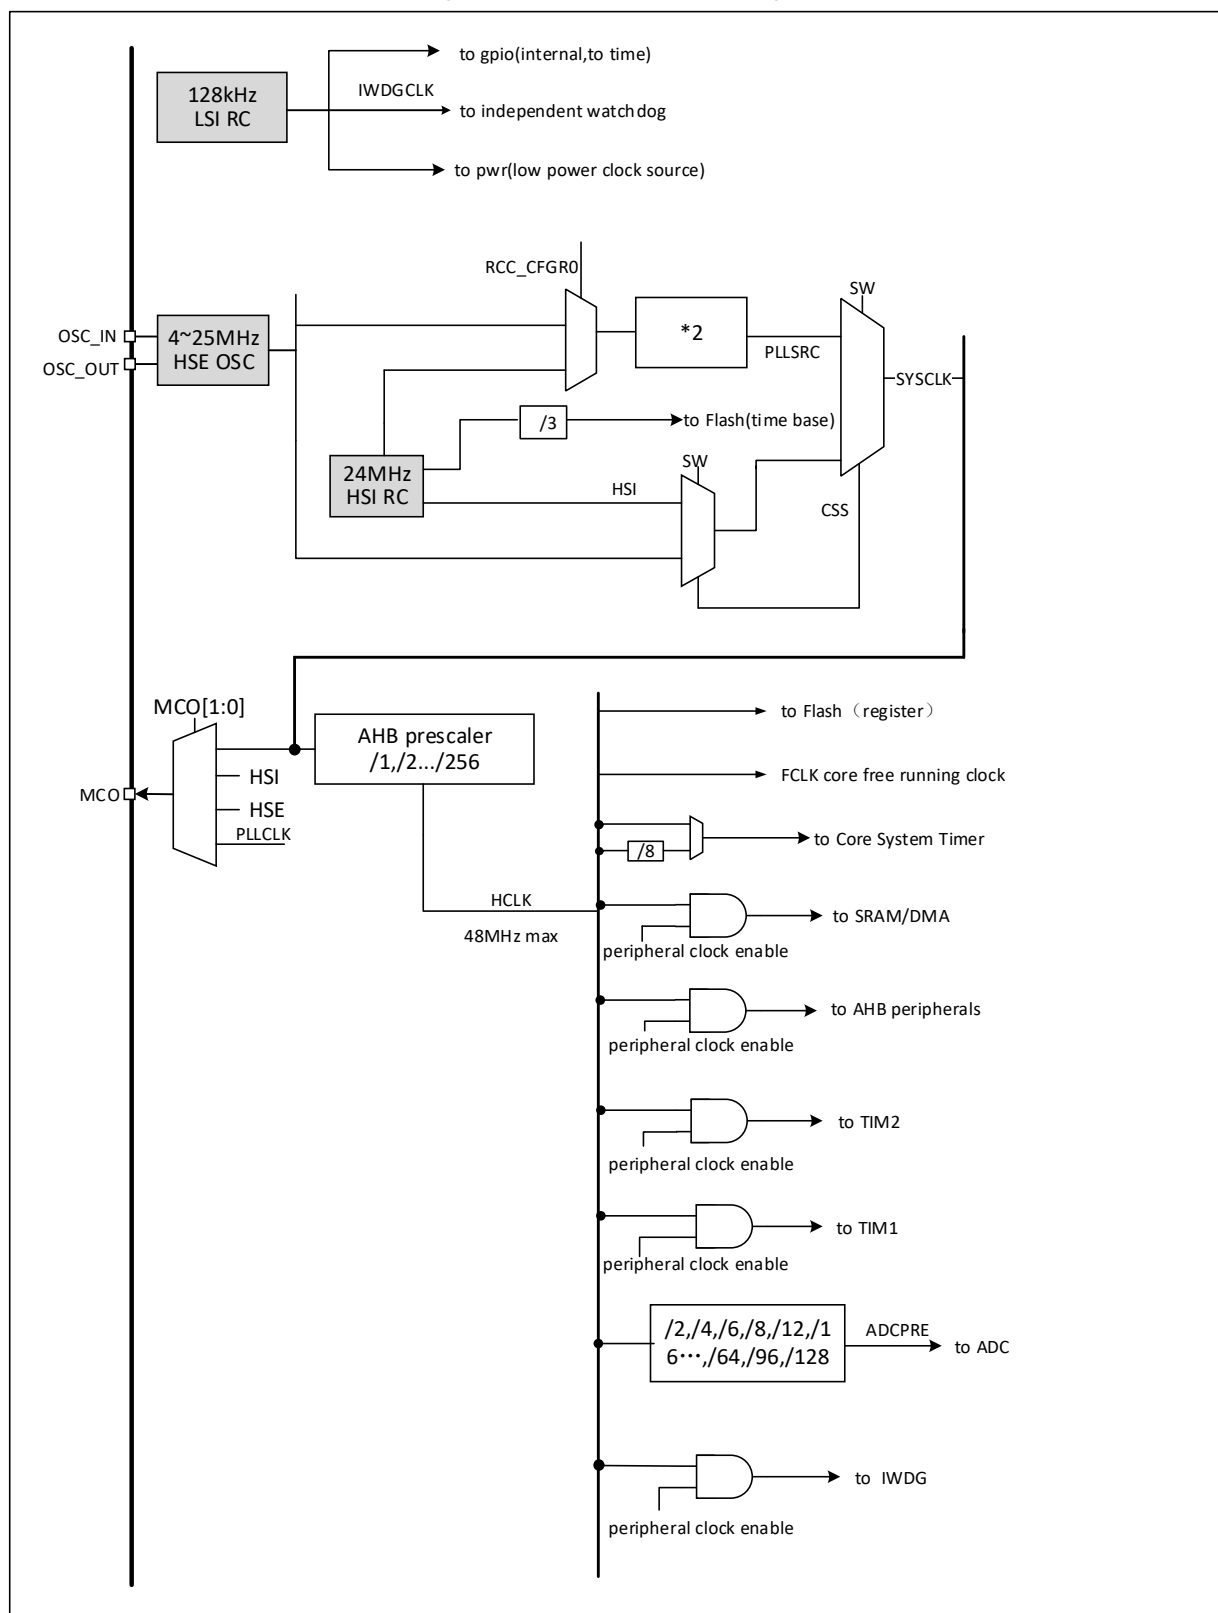 to gpio(internal,to time)
128kHz
LSI RC
IWDGCLK
to independent watchdog
to pwr(low power clock source)
RCC_CFGR0
SW
OSC_IN
OSC_OUT
4~25MHz
HSE OSC
*2
PLLSRC
SYSCLK
/3
to Flash(time base)
24MHz
HSI RC
HSI
SW
CSS
MCO[1:0]
AHB prescaler
/1,/2.../256
to Flash（register）
HSI
FCLK core free running clock
MCO
HSE
PLLCLK
to Core System Timer
/8
HCLK
48MHz max
to SRAM/DMA
peripheral clock enable
to AHB peripherals
peripheral clock enable
to TIM2
peripheral clock enable
to TIM1
peripheral clock enable
/2,/4,/6,/8,/12,/1
6···,/64,/96,/128
ADCPRE
to ADC
to IWDG
peripheral clock enable